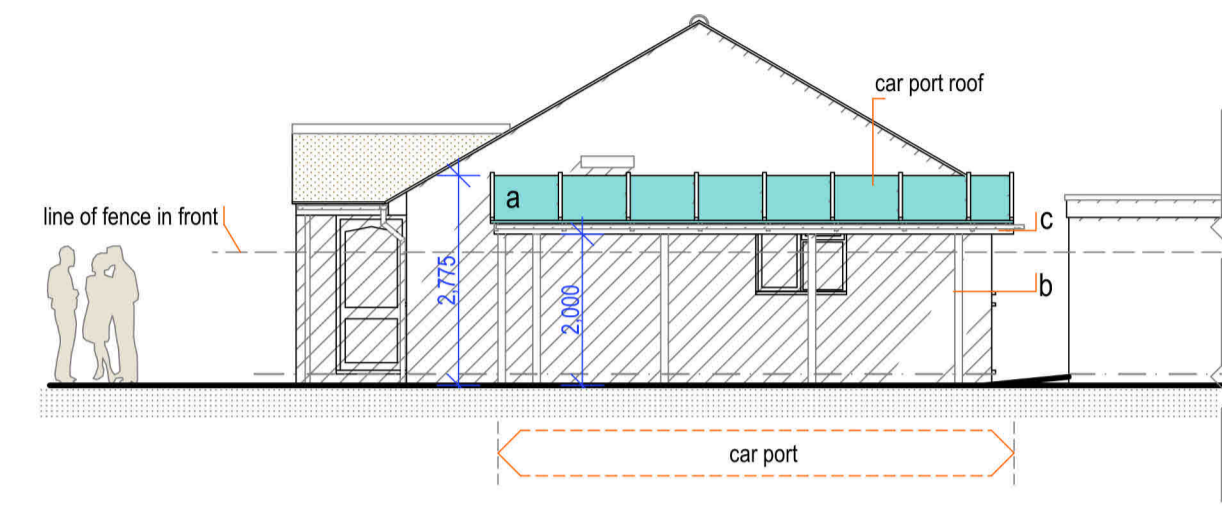 car port roof
a
line of fence in front
c
2,775
2,000
b
car port